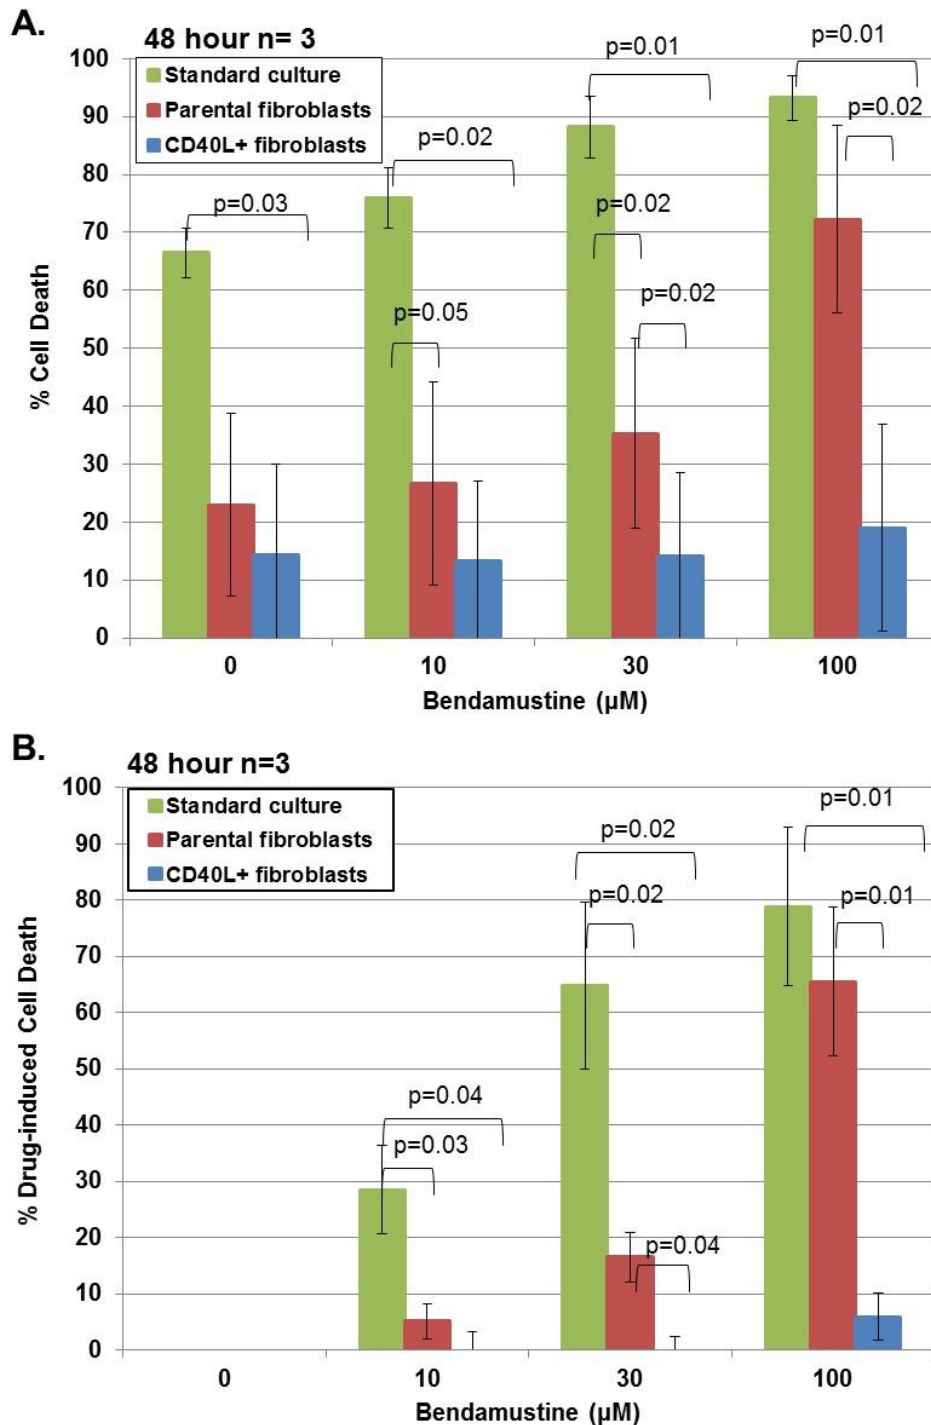 A.
48 hour n= 3
Standard culture
Parental fibroblasts
CD40L+ fibroblasts
p=0.03
p=0.02
p=0.05
p=0.01
p=0.02
p=0.02
p=0.01
p=0.02
% Cell Death
100
90
80
70
60
50
40
30
20
10
0
0 10 30 100
Bendamustine (µM)
B.
48 hour n=3
Standard culture
Parental fibroblasts
CD40L+ fibroblasts
p=0.04
p=0.03
p=0.02
p=0.02
p=0.04
p=0.01
p=0.01
% Drug-induced Cell Death
100
90
80
70
60
50
40
30
20
10
0
0 10 30 100
Bendamustine (µM)